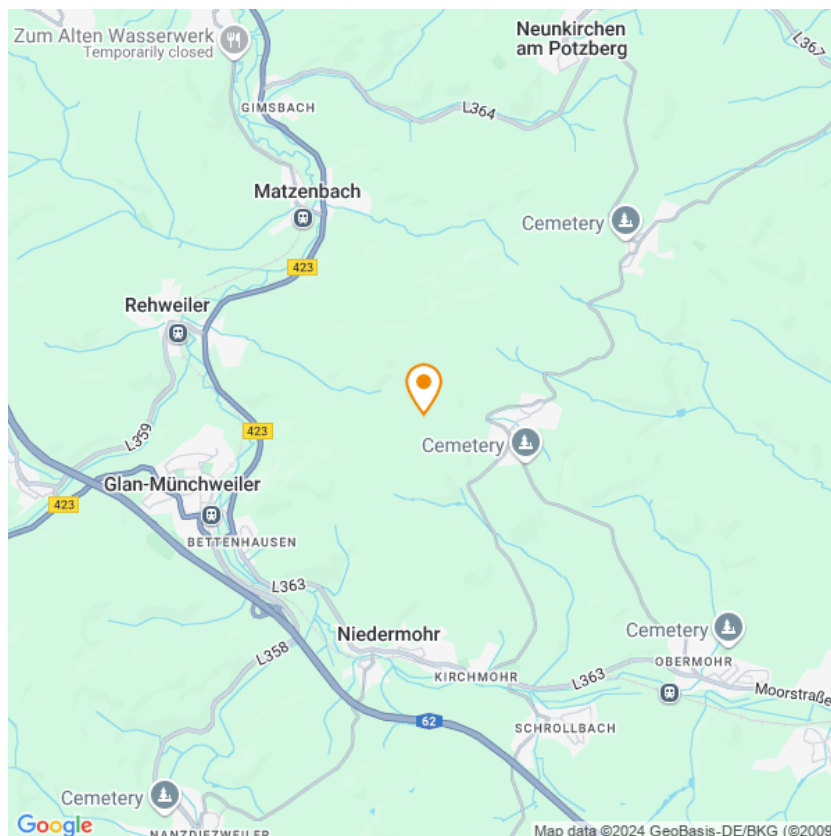 Zum Alten Wasserwerk
Temporarily closed
Neunkirchen
am Potzberg
L367
GIMSBACH
L364
Matzenbach
Cemetery
423
Rehweiler
L359
423
Cemetery
Glan-Münchweiler
423
BETTENHAUSEN
L363
Niedermohr
Cemetery
L358
KIRCHMOHR
OBERMOHR
L363
Moorstraße
62
SCHROLLBACH
Cemetery
NANZDIEZWEILER
Google
Map data ©2024 GeoBasis-DE/BKG (©2009